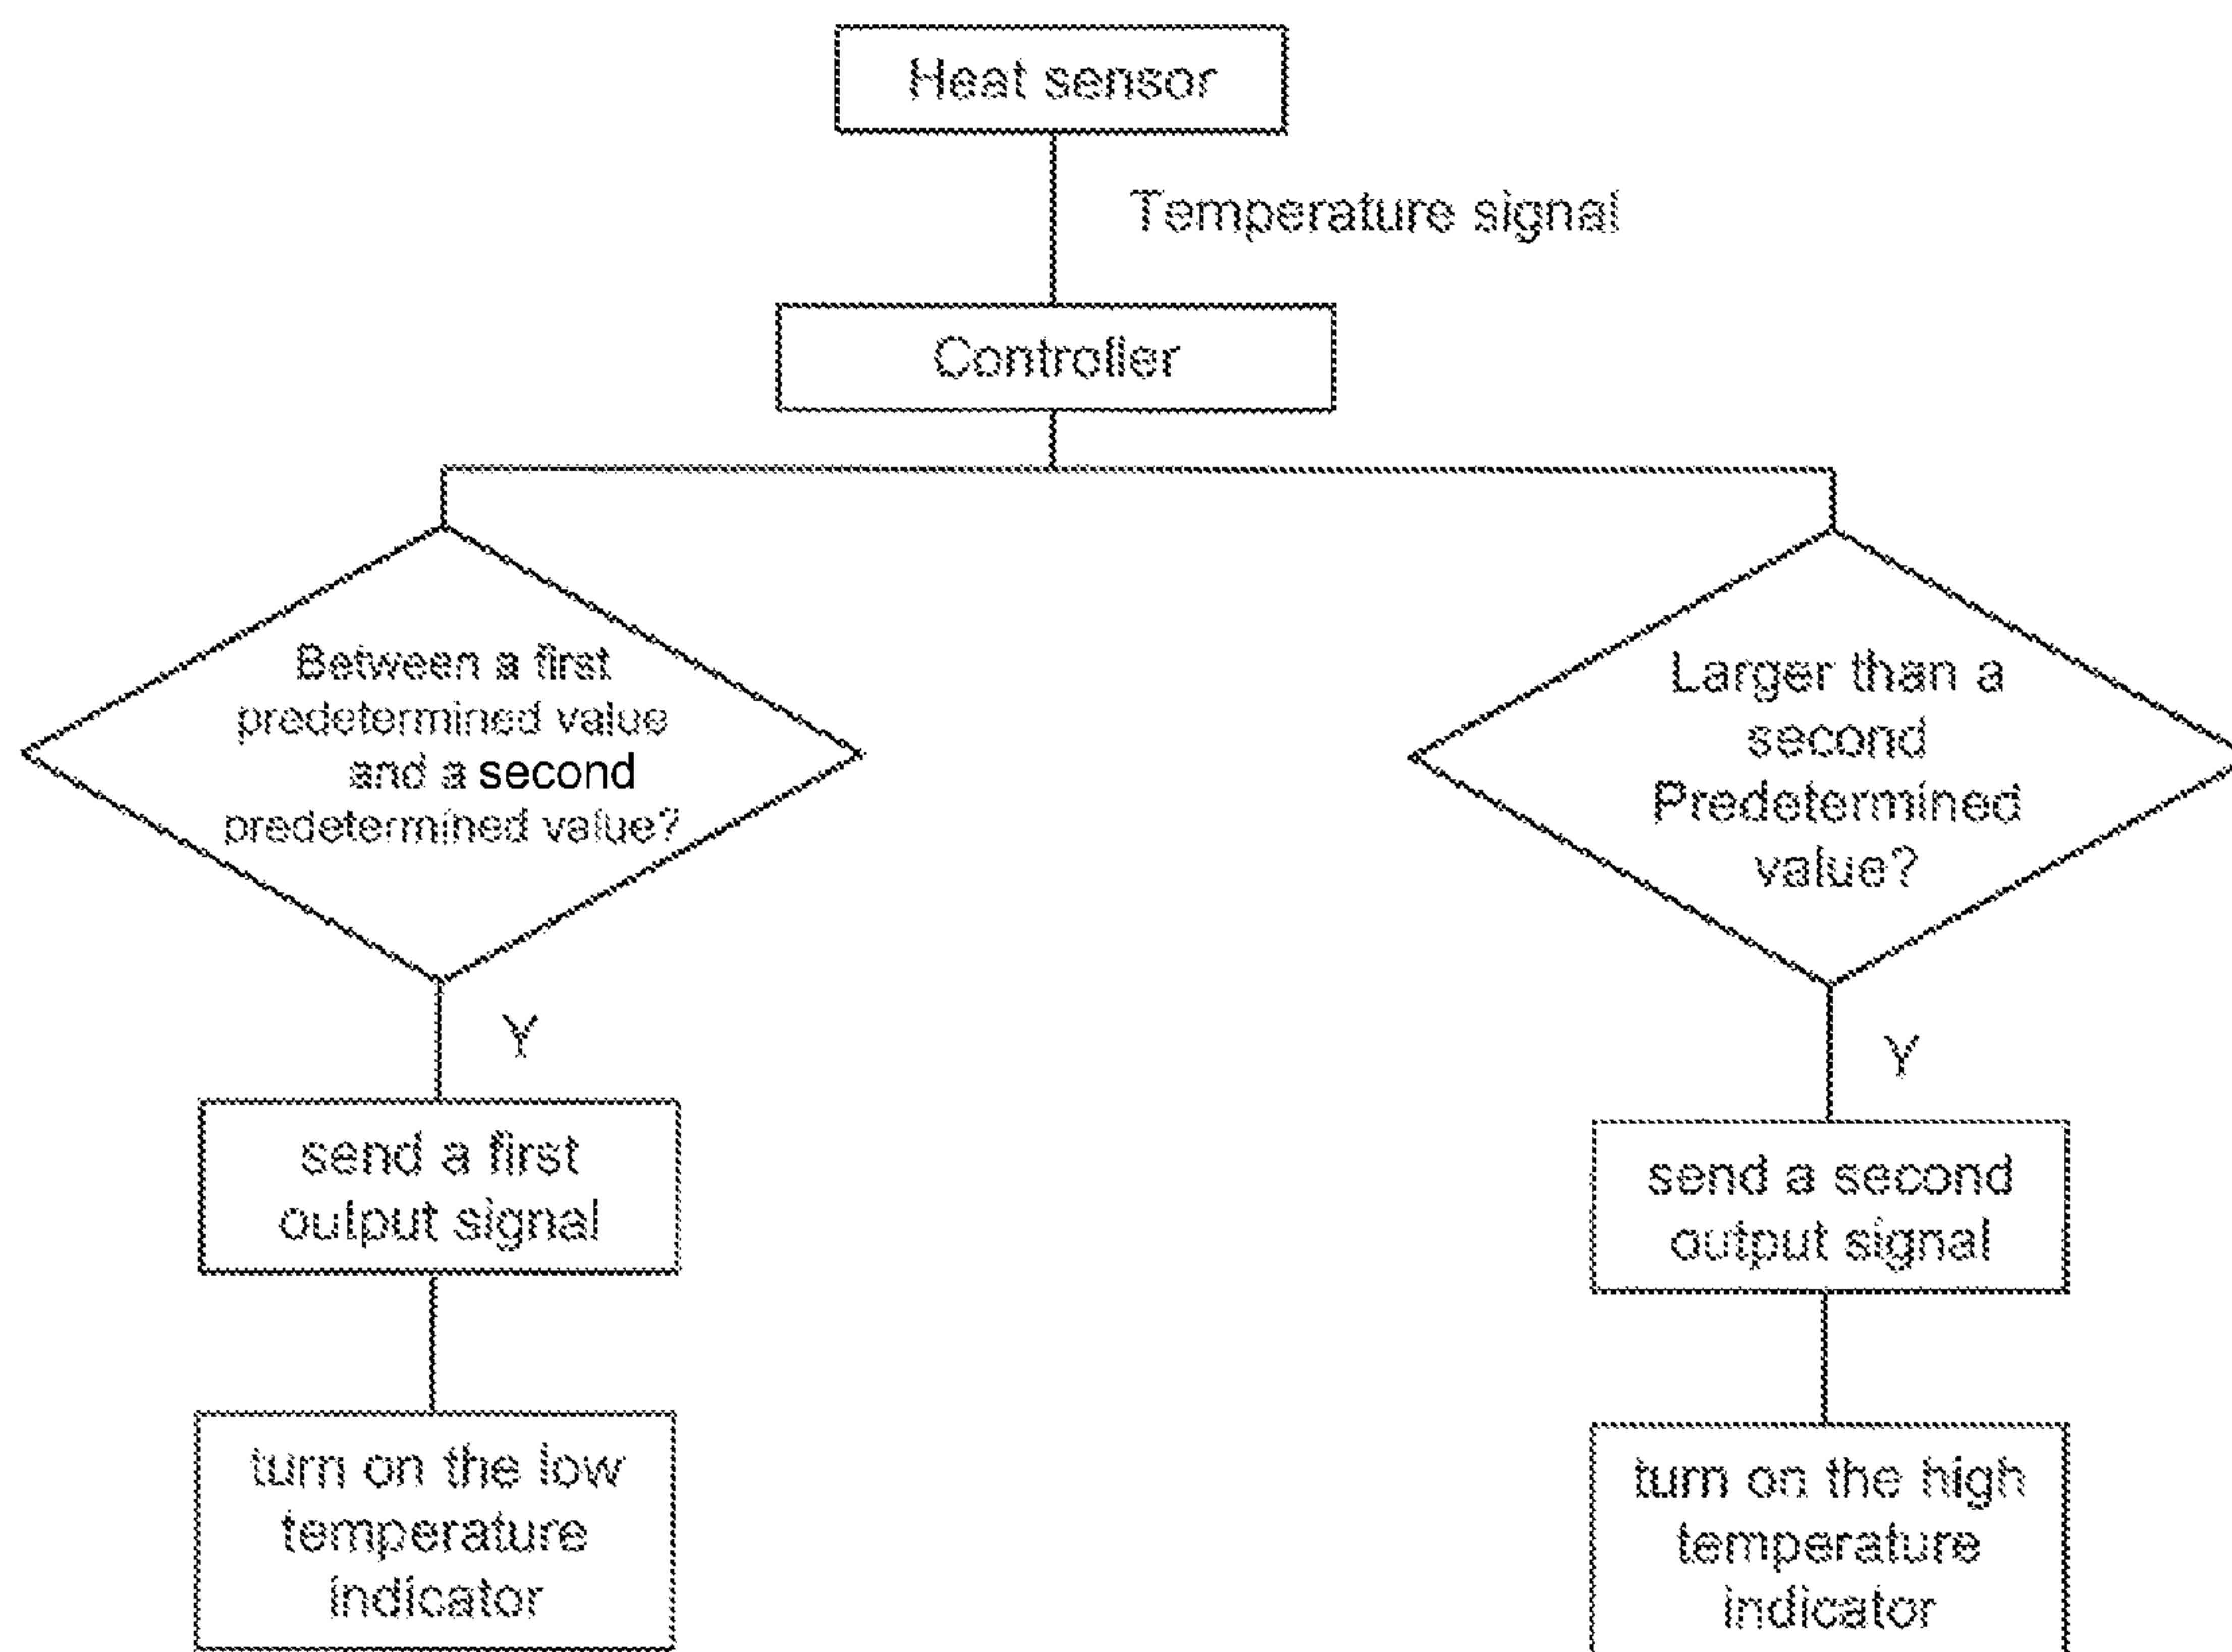 Heat sensor
Temperature signal
Controller
Between a first
predetermined value
and a second
predetermined value?
Y
send a first
output signal
turn on the low
temperature
indicator
Larger than a
second
Predetermined
value?
Y
send a second
output signal
turn on the high
temperature
indicator